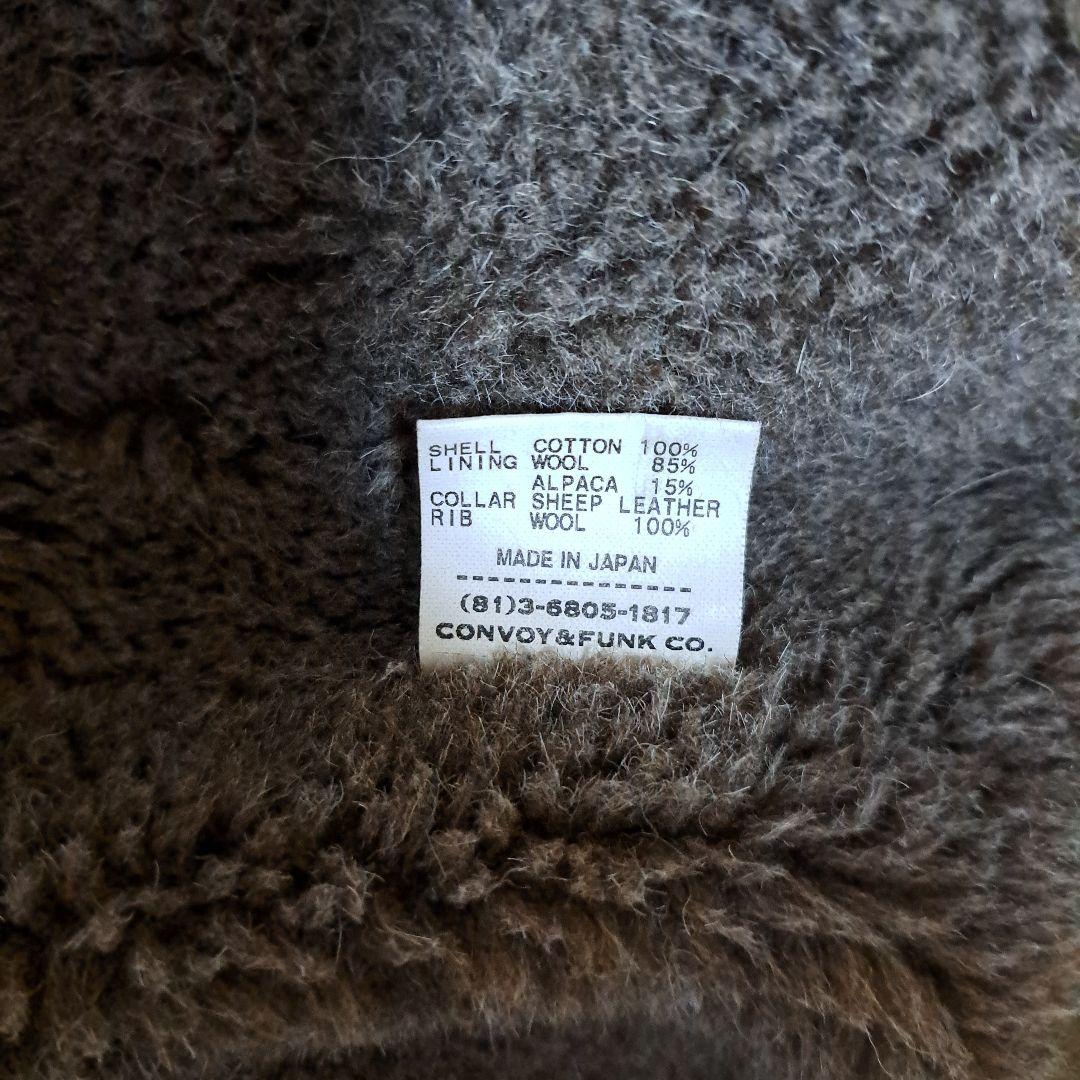 SHELL COTTON 100%
LINING WOOL 85%
ALPACA 15%
COLLAR SHEEP LEATHER
RIB WOOL 100%
MADE IN JAPAN
(81)3-6805-1817
CONVOY&FUNK CO.